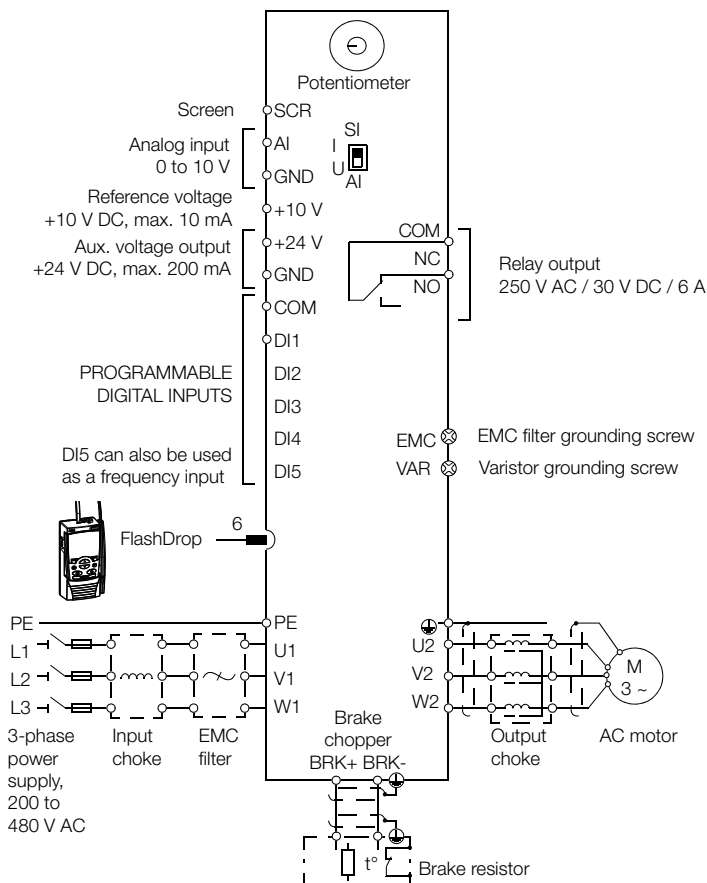 Potentiometer
Screen
SCR
SI
Analog input
0 to 10 V
AI
I
U
AI
GND
Reference voltage
+10 V DC, max. 10 mA
+10 V
Aux. voltage output
+24 V DC, max. 200 mA
+24 V
GND
COM
NC
NO
Relay output
250 V AC / 30 V DC / 6 A
COM
DI1
PROGRAMMABLE
DIGITAL INPUTS
DI2
DI3
DI4
DI5 can also be used
as a frequency input
DI5
EMC
EMC filter grounding screw
VAR
Varistor grounding screw
FlashDrop
6
PE
PE
L1
U1
U2
L2
V1
V2
M
3 ~
L3
W1
W2
3-phase
power
supply,
200 to
480 V AC
Input
choke
EMC
filter
Brake
chopper
BRK+ BRK-
Output
choke
AC motor
t°
Brake resistor